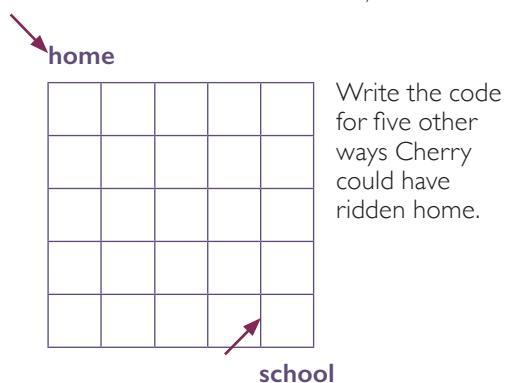 home
Write the code
for five other
ways Cherry
could have
ridden home.
school